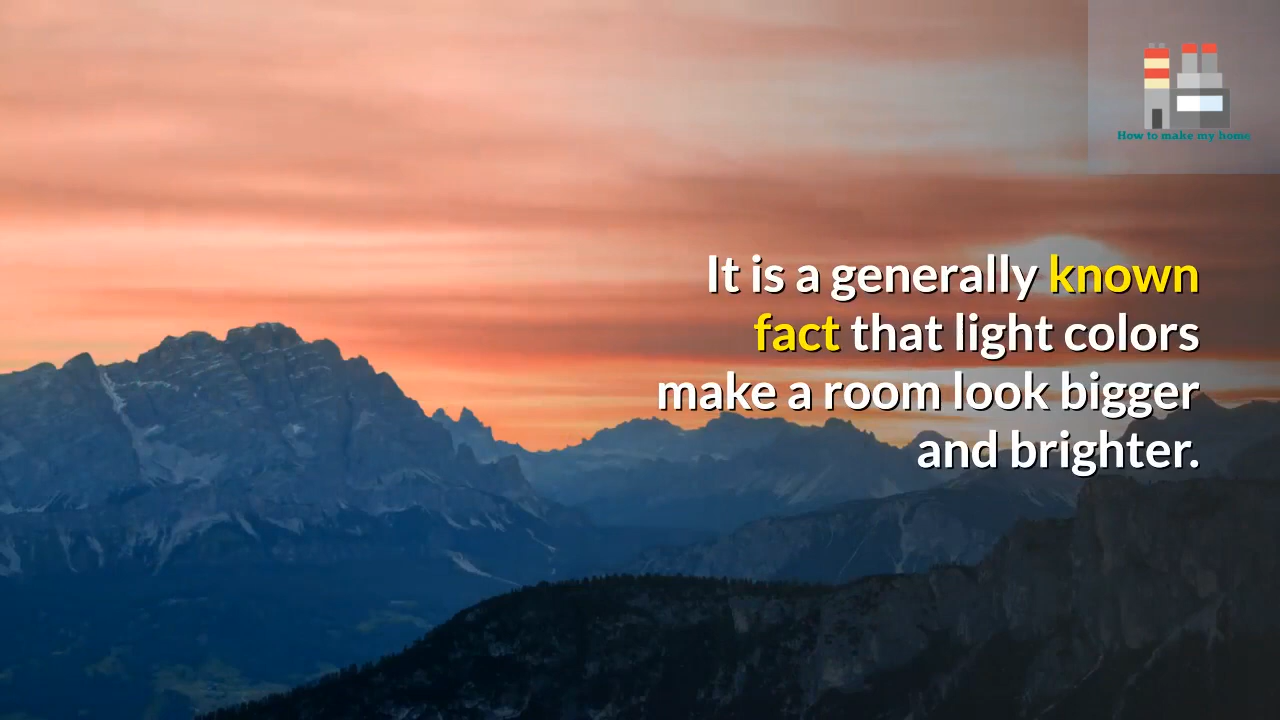 How to make my home
It is a generally known
fact that light colors
make a room look bigger
and brighter.